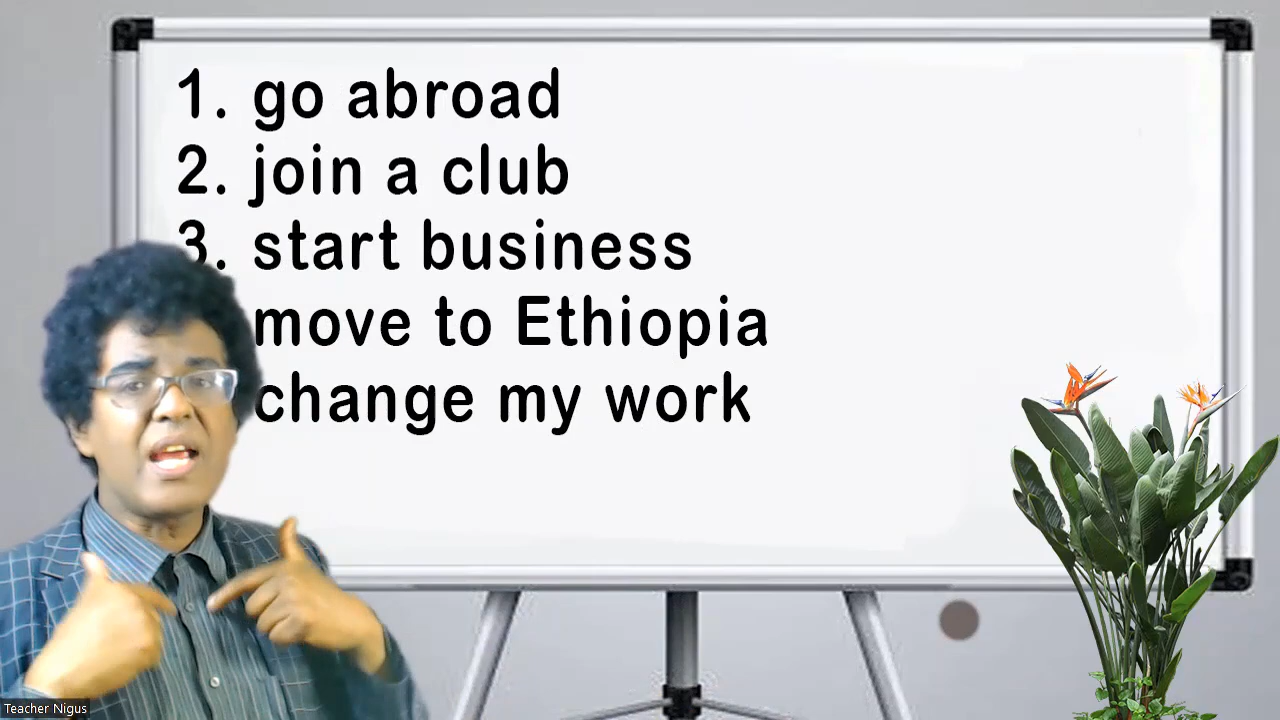 1. go abroad
2. join a club
3. start business
move to Ethiopia
change my work
Teacher Nigus